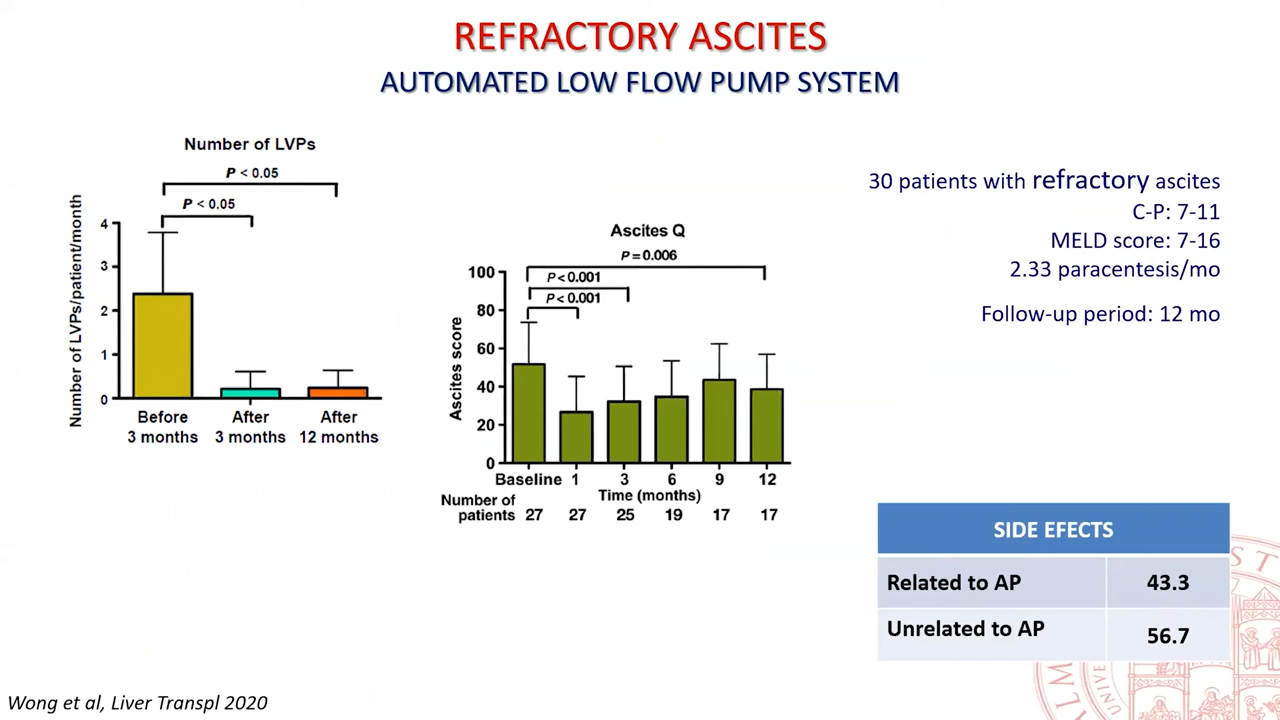 REFRACTORY ASCITES
AUTOMATED LOW FLOW PUMP SYSTEM
Number of LVPs
P < 0.05
P < 0.05
Number of LVPs/patient/month
4
3
2
1
0
Before
3 months
After
3 months
After
12 months
Ascites Q
P = 0.006
P < 0.001
P < 0.001
Ascites score
100
80
60
40
20
0
Baseline 1 3 6 9 12
Time (months)
Number of
patients 27 27 25 19 17 17
30 patients with refractory ascites
C-P: 7-11
MELD score: 7-16
2.33 paracentesis/mo
Follow-up period: 12 mo
SIDE EFECTS
Related to AP 43.3
Unrelated to AP 56.7
Wong et al, Liver Transpl 2020